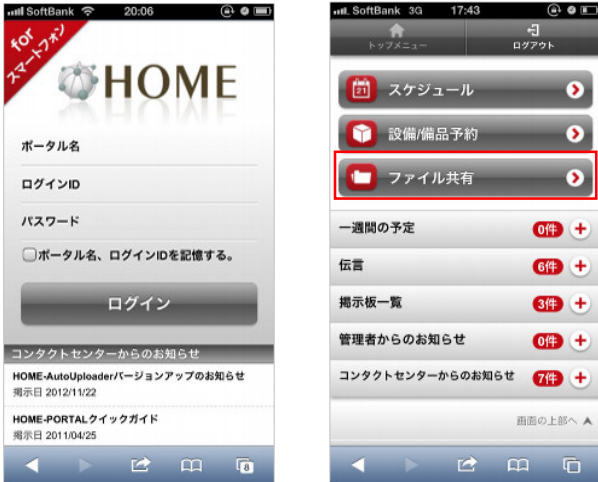 SoftBank 20:06
for
スマートフォン
HOME
ポータル名
ログインID
パスワード
ポータル名、ログインIDを記憶する。
ログイン
コンタクトセンターからのお知らせ
HOME-AutoUploaderバージョンアップのお知らせ
掲示日 2012/11/22
HOME-PORTALクイックガイド
掲示日 2011/04/25
8
SoftBank 3G 17:43
トップメニュー ログアウト
21 スケジュール
設備/備品予約
ファイル共有
一週間の予定 0件
伝言 6件
掲示板一覧 3件
管理者からのお知らせ 0件
コンタクトセンターからのお知らせ 7件
画面の上部へ